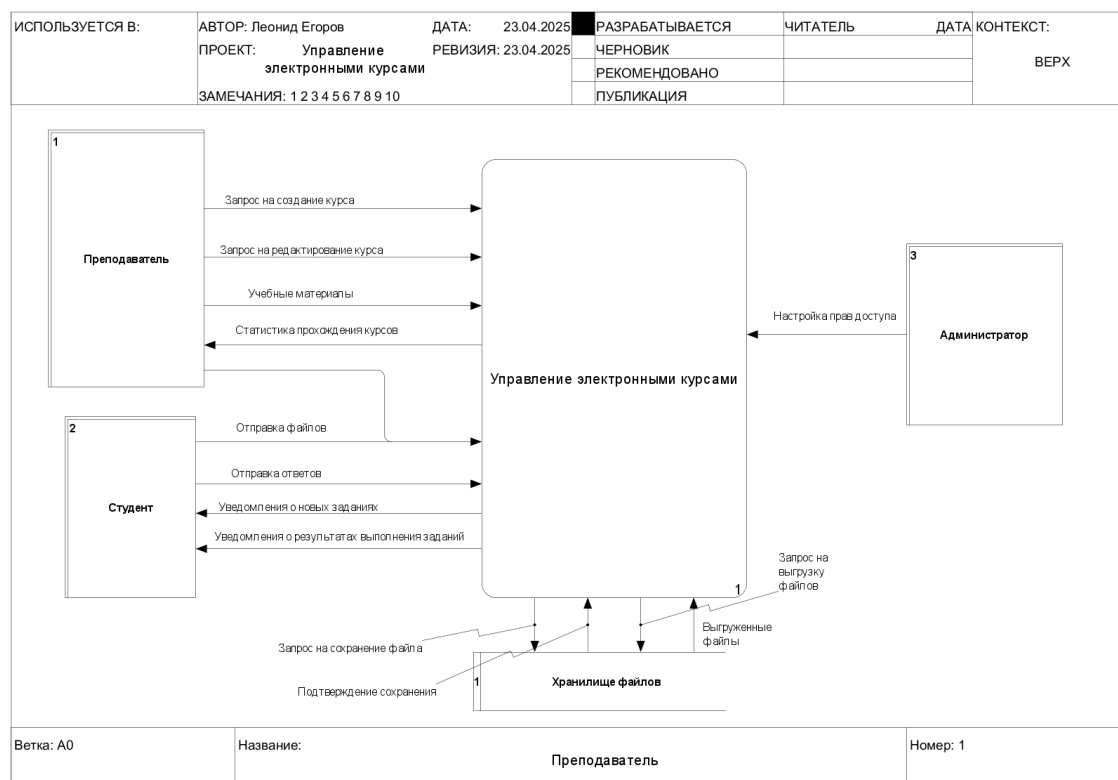 ИСПОЛЬЗУЕТСЯ В:
АВТОР: Леонид Егоров
ДАТА: 23.04.2025
РАЗРАБАТЫВАЕТСЯ
ЧИТАТЕЛЬ
ДАТА
КОНТЕКСТ:
ПРОЕКТ: Управление
электронными курсами
РЕВИЗИЯ: 23.04.2025
ЧЕРНОВИК
ВЕРХ
РЕКОМЕНДОВАНО
ЗАМЕЧАНИЯ: 1 2 3 4 5 6 7 8 9 10
ПУБЛИКАЦИЯ
1
Преподаватель
Запрос на создание курса
Запрос на редактирование курса
Учебные материалы
Статистика прохождения курсов
Управление электронными курсами
1
3
Настройка прав доступа
Администратор
2
Студент
Отправка файлов
Отправка ответов
Уведомления о новых заданиях
Уведомления о результатах выполнения заданий
Запрос на
выгрузку
файлов
Выгруженные
файлы
Запрос на сохранение файла
Подтверждение сохранения
1
Хранилище файлов
Ветка: A0
Название:
Преподаватель
Номер: 1